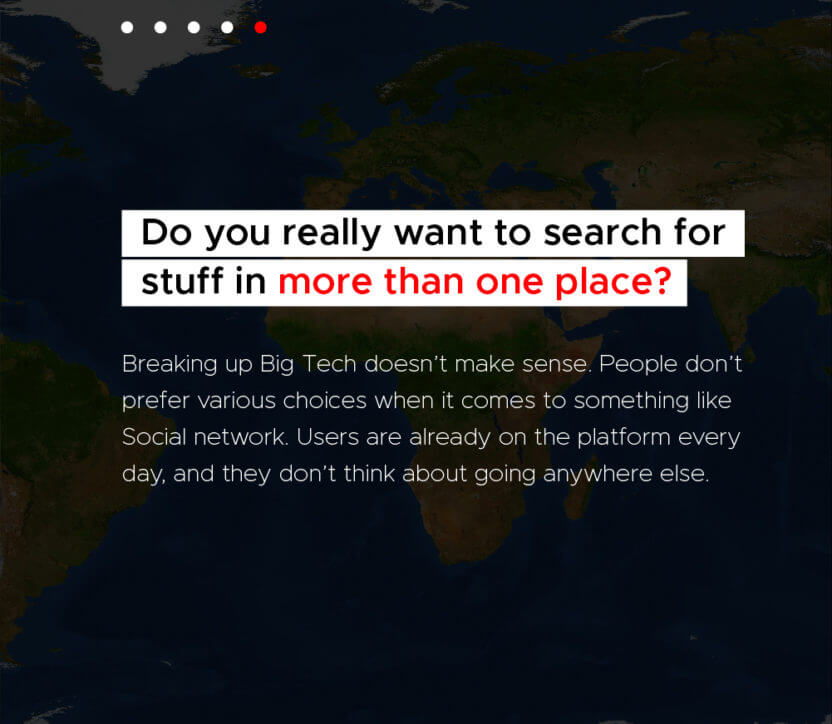 Do you really want to search for
stuff in more than one place?
Breaking up Big Tech doesn’t make sense. People don’t
prefer various choices when it comes to something like
Social network. Users are already on the platform every
day, and they don’t think about going anywhere else.